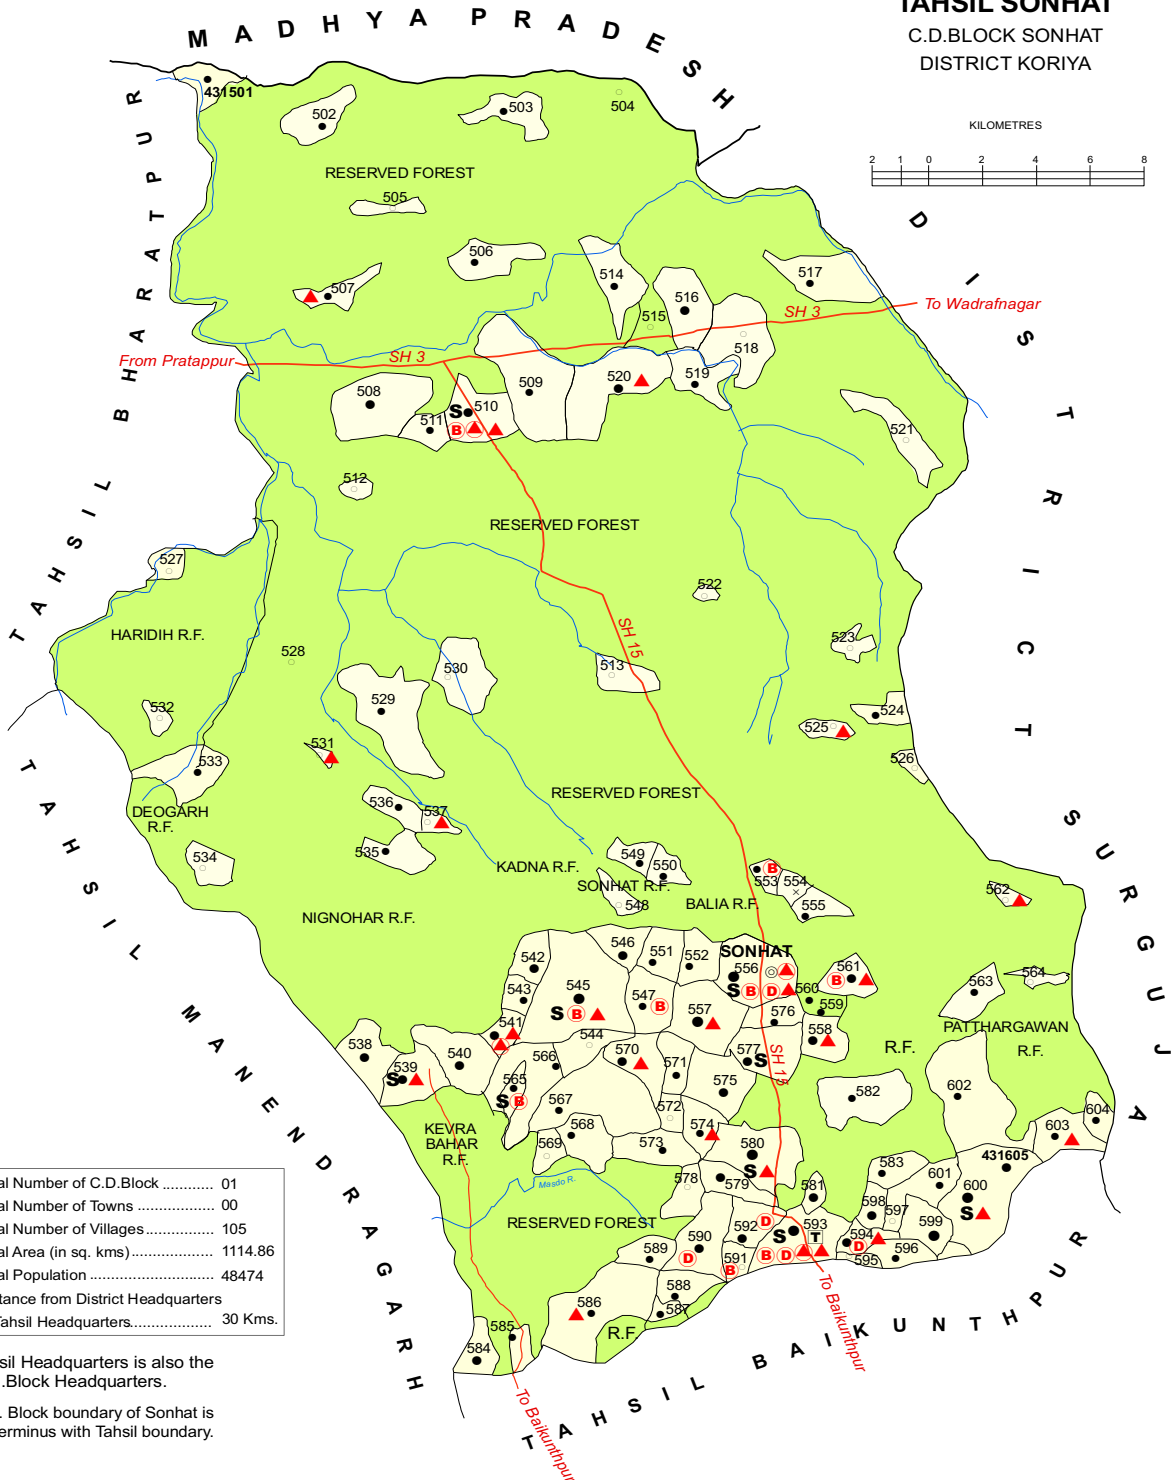 TAHSIL SONHAT
C.D.BLOCK SONHAT
DISTRICT KORIYA
KILOMETRES
2 1 0 2 4 6 8
MADHYA PRADESH
TAHSIL BHARATPUR
DISTRICT SURGUJA
TAHSIL MANENDRAGARH
TAHSIL BAIKUNTHPUR
431501
502
503
504
RESERVED FOREST
505
506
507
514
515
516
517
518
SH 3
To Wadrafnagar
From Pratappur
SH 3
508
509
S 510
B
511
520
519
521
512
RESERVED FOREST
527
HARIDIH R.F.
528
522
523
SH 15
513
530
529
532
531
533
524
525
526
DEOGARH
R.F.
536
537
535
534
RESERVED FOREST
KADNA R.F.
549
550
SONHAT R.F.
548
B
553
554
555
BALIA R.F.
562
NIGNOHAR R.F.
542
543
546
551
552
SONHAT
556
S B D
545
S B
547
B
557
560
559
561
B
563
564
PATTHARGAWAN
R.F.
R.F.
576
558
541
544
538
539
S
540
566
565
S B
570
571
577
S
SH 15
575
567
568
569
572
573
574
582
602
603
604
KEVRA
BAHAR
R.F.
580
S
579
578
581
583
431605
601
600
S
598
597
599
594
D
595
596
Masdo R.
RESERVED FOREST
592
D
593
S T
B D
590
D
591
B
589
588
587
586
R.F.
585
584
To Baikunthpur
To Baikunthpur
al Number of C.D.Block ............ 01
al Number of Towns ............... 00
al Number of Villages ............... 105
al Area (in sq. kms) .................. 1114.86
al Population ............................ 48474
tance from District Headquarters
Tahsil Headquarters .................. 30 Kms.
sil Headquarters is also the
.Block Headquarters.
. Block boundary of Sonhat is
erminus with Tahsil boundary.